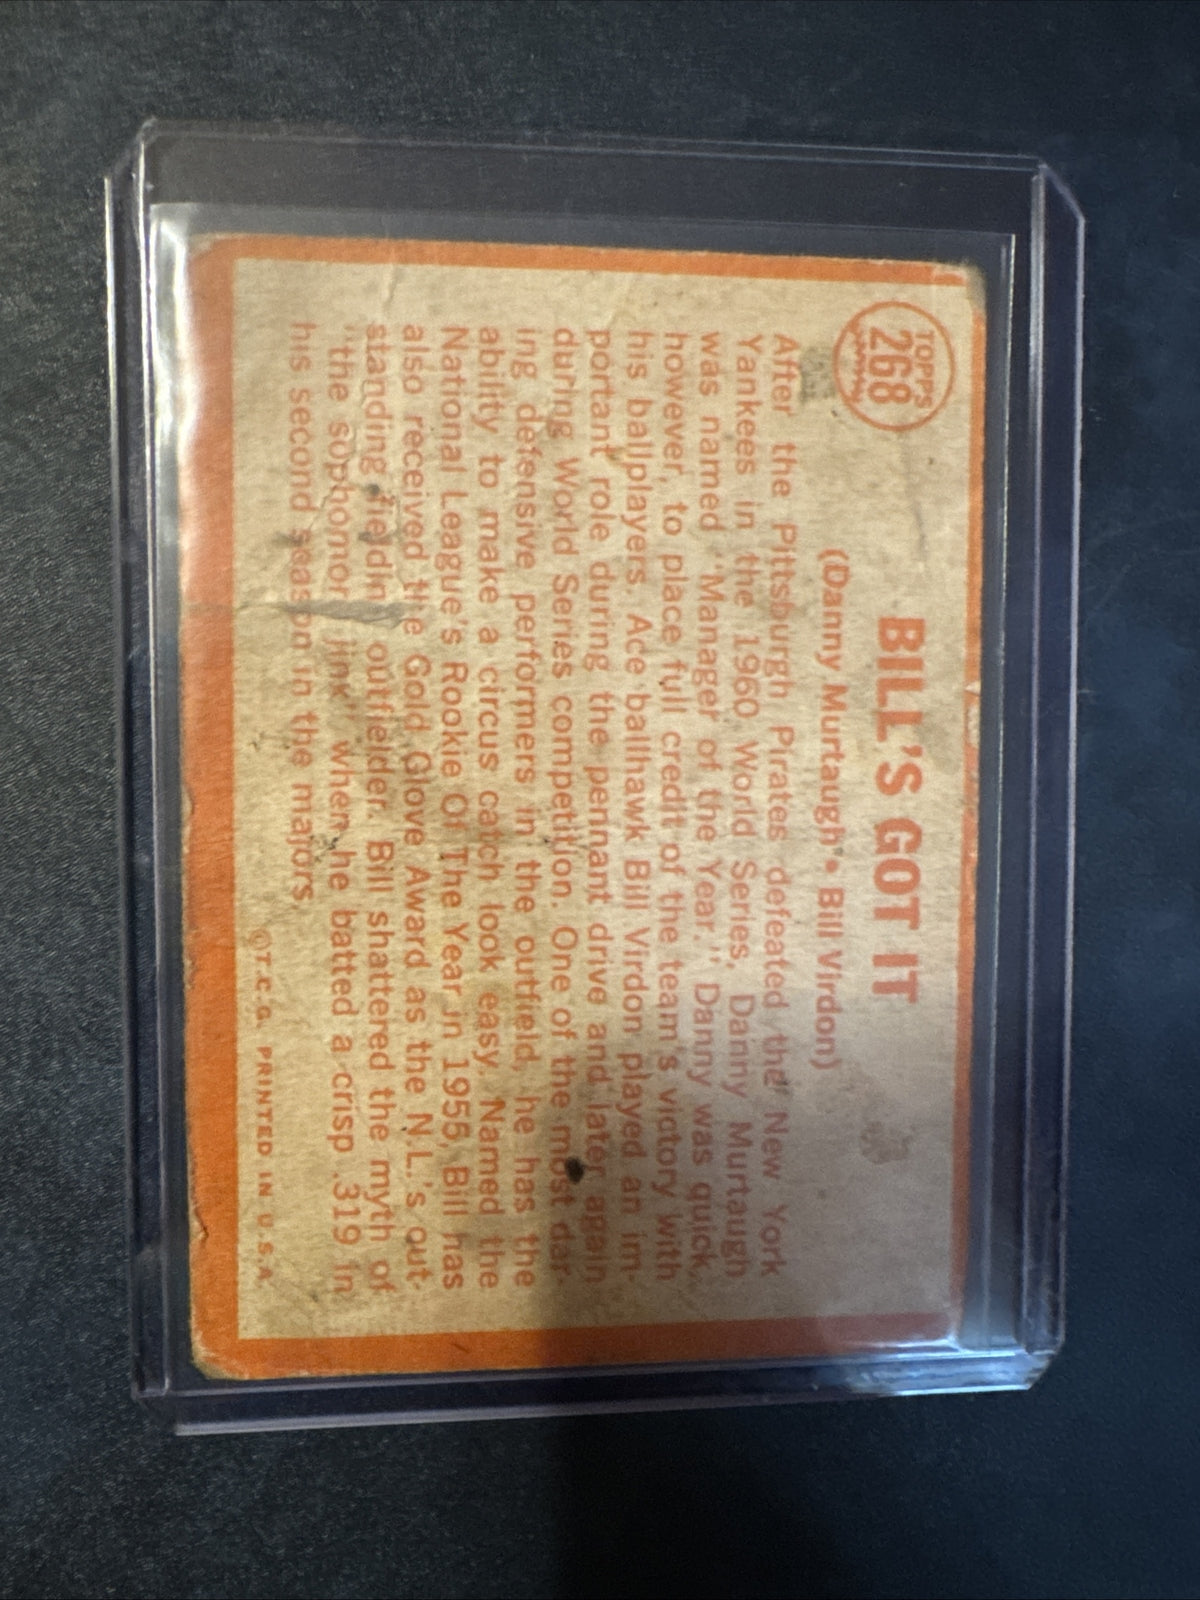 TOPPS
268
BILL'S GOT IT
(Danny Murtaugh • Bill Virdon)
After the Pittsburgh Pirates defeated the New York
Yankees in the 1960 World Series, Danny Murtaugh
was named "Manager of the Year." Danny was quick,
however, to place full credit of the team's victory with
his ballplayers. Ace ballhawk Bill Virdon played an im-
portant role during the pennant drive and later again
during World Series competition. One of the most dar-
ing defensive performers in the outfield, he has the
ability to make a circus catch look easy. Named the
National League's Rookie Of The Year in 1955, Bill has
also received the Gold Glove Award as the N.L.'s out-
standing fielding outfielder. Bill shattered the myth of
"the sophomore jink" when he batted a crisp .319 in
his second season in the majors.
©T.C.G. PRINTED IN U.S.A.